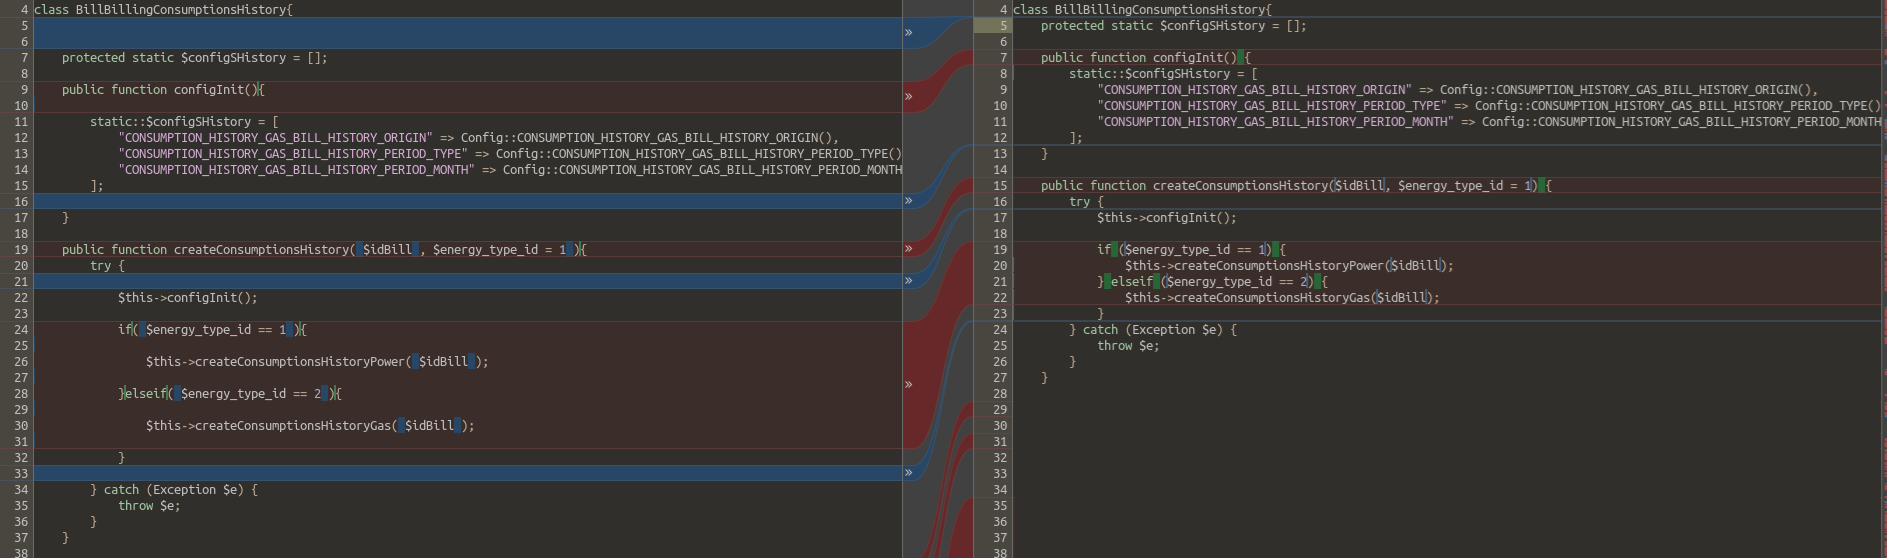 4 class BillBillingConsumptionsHistory{
5
6
7     protected static $configSHistory = [];
8
9     public function configInit(){
10
11         static::$configSHistory = [
12             "CONSUMPTION_HISTORY_GAS_BILL_HISTORY_ORIGIN" => Config::CONSUMPTION_HISTORY_GAS_BILL_HISTORY_ORIGIN(),
13             "CONSUMPTION_HISTORY_GAS_BILL_HISTORY_PERIOD_TYPE" => Config::CONSUMPTION_HISTORY_GAS_BILL_HISTORY_PERIOD_TYPE()
14             "CONSUMPTION_HISTORY_GAS_BILL_HISTORY_PERIOD_MONTH" => Config::CONSUMPTION_HISTORY_GAS_BILL_HISTORY_PERIOD_MONTH
15         ];
16
17     }
18
19     public function createConsumptionsHistory( $idBill , $energy_type_id = 1 ){
20         try {
21
22             $this->configInit();
23
24             if( $energy_type_id == 1 ){
25
26                 $this->createConsumptionsHistoryPower( $idBill );
27
28             }elseif( $energy_type_id == 2 ){
29
30                 $this->createConsumptionsHistoryGas( $idBill );
31
32             }
33
34         } catch (Exception $e) {
35             throw $e;
36         }
37     }
38
»
»
»
»
»
»
»
4 class BillBillingConsumptionsHistory{
5     protected static $configSHistory = [];
6
7     public function configInit() {
8         static::$configSHistory = [
9             "CONSUMPTION_HISTORY_GAS_BILL_HISTORY_ORIGIN" => Config::CONSUMPTION_HISTORY_GAS_BILL_HISTORY_ORIGIN(),
10             "CONSUMPTION_HISTORY_GAS_BILL_HISTORY_PERIOD_TYPE" => Config::CONSUMPTION_HISTORY_GAS_BILL_HISTORY_PERIOD_TYPE()
11             "CONSUMPTION_HISTORY_GAS_BILL_HISTORY_PERIOD_MONTH" => Config::CONSUMPTION_HISTORY_GAS_BILL_HISTORY_PERIOD_MONTH
12         ];
13     }
14
15     public function createConsumptionsHistory($idBill, $energy_type_id = 1) {
16         try {
17             $this->configInit();
18
19             if ($energy_type_id == 1) {
20                 $this->createConsumptionsHistoryPower($idBill);
21             } elseif ($energy_type_id == 2) {
22                 $this->createConsumptionsHistoryGas($idBill);
23             }
24         } catch (Exception $e) {
25             throw $e;
26         }
27     }
28
29
30
31
32
33
34
35
36
37
38